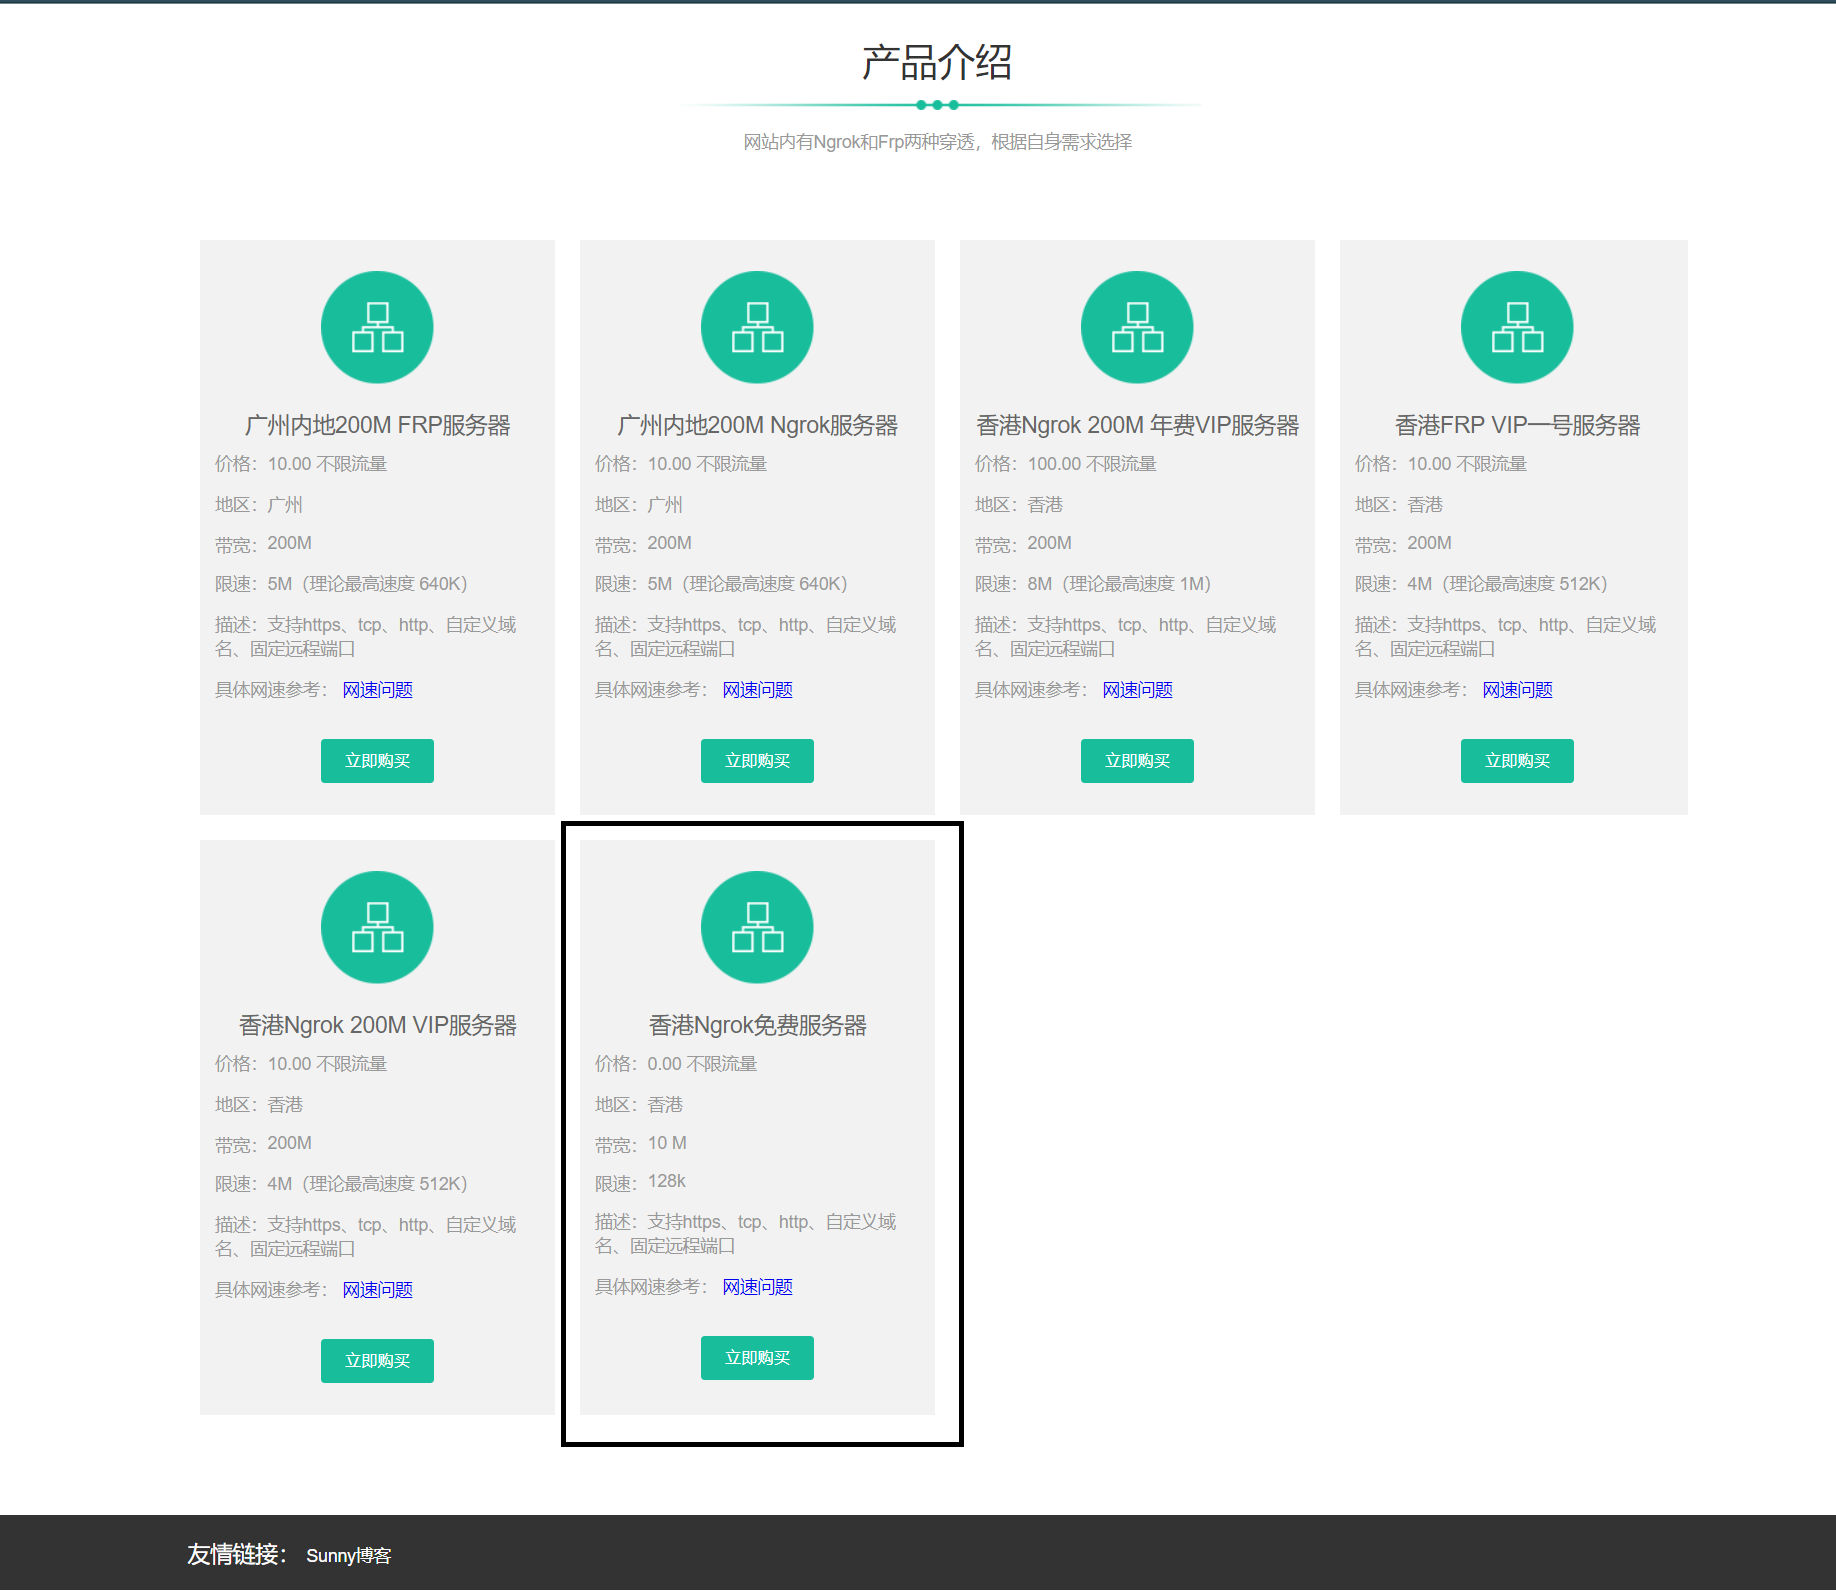 产品介绍
网站内有Ngrok和Frp两种穿透，根据自身需求选择
广州内地200M FRP服务器
价格：10.00 不限流量
地区：广州
带宽：200M
限速：5M（理论最高速度 640K）
描述：支持https、tcp、http、自定义域
名、固定远程端口
具体网速参考： 网速问题
立即购买
广州内地200M Ngrok服务器
价格：10.00 不限流量
地区：广州
带宽：200M
限速：5M（理论最高速度 640K）
描述：支持https、tcp、http、自定义域
名、固定远程端口
具体网速参考： 网速问题
立即购买
香港Ngrok 200M 年费VIP服务器
价格：100.00 不限流量
地区：香港
带宽：200M
限速：8M（理论最高速度 1M）
描述：支持https、tcp、http、自定义域
名、固定远程端口
具体网速参考： 网速问题
立即购买
香港FRP VIP一号服务器
价格：10.00 不限流量
地区：香港
带宽：200M
限速：4M（理论最高速度 512K）
描述：支持https、tcp、http、自定义域
名、固定远程端口
具体网速参考： 网速问题
立即购买
香港Ngrok 200M VIP服务器
价格：10.00 不限流量
地区：香港
带宽：200M
限速：4M（理论最高速度 512K）
描述：支持https、tcp、http、自定义域
名、固定远程端口
具体网速参考： 网速问题
立即购买
香港Ngrok免费服务器
价格：0.00 不限流量
地区：香港
带宽：10 M
限速：128k
描述：支持https、tcp、http、自定义域
名、固定远程端口
具体网速参考： 网速问题
立即购买
友情链接： Sunny博客